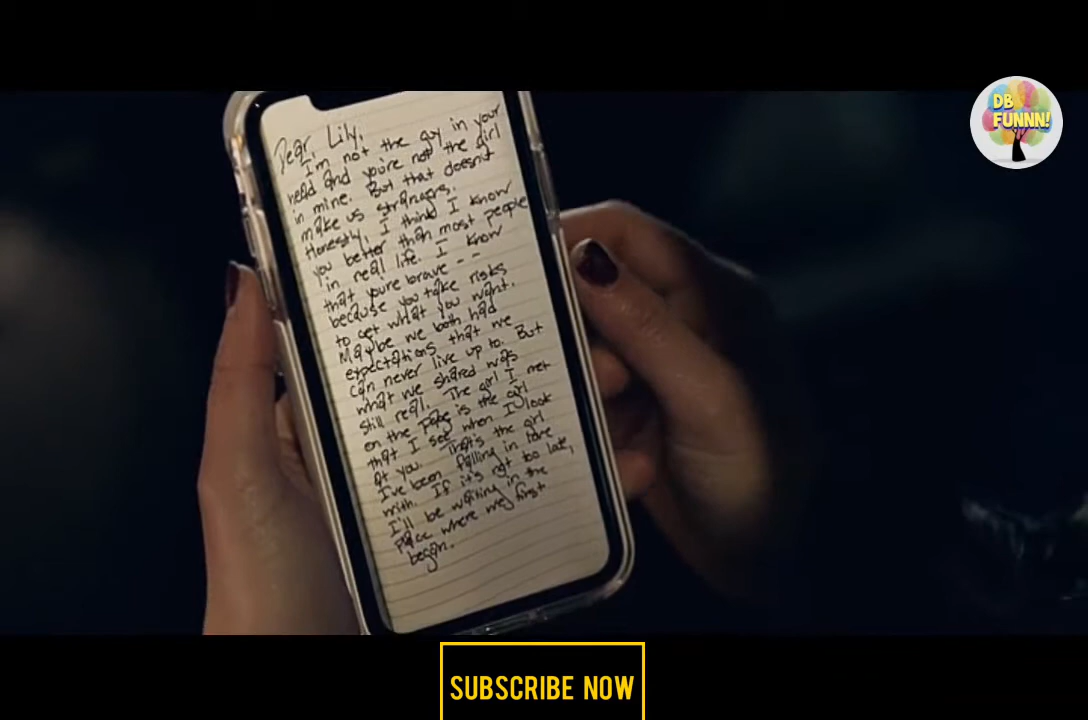 DB
FUNNN!
Dear Lily,
I'm not the guy in your
head and you're not the girl
in mine. But that doesn't
make us strangers.
Honestly, I think I know
you better than most people
in real life. I know
that you're brave - -
because you take risks
to get what you want.
Maybe we both had
expectations that we
can never live up to. But
what we shared was
still real. The girl I met
on the page is the girl
that I see when I look
at you. That's the girl
I've been falling in love
with. If it's not too late,
I'll be waiting in the
place where we first
began.
SUBSCRIBE NOW